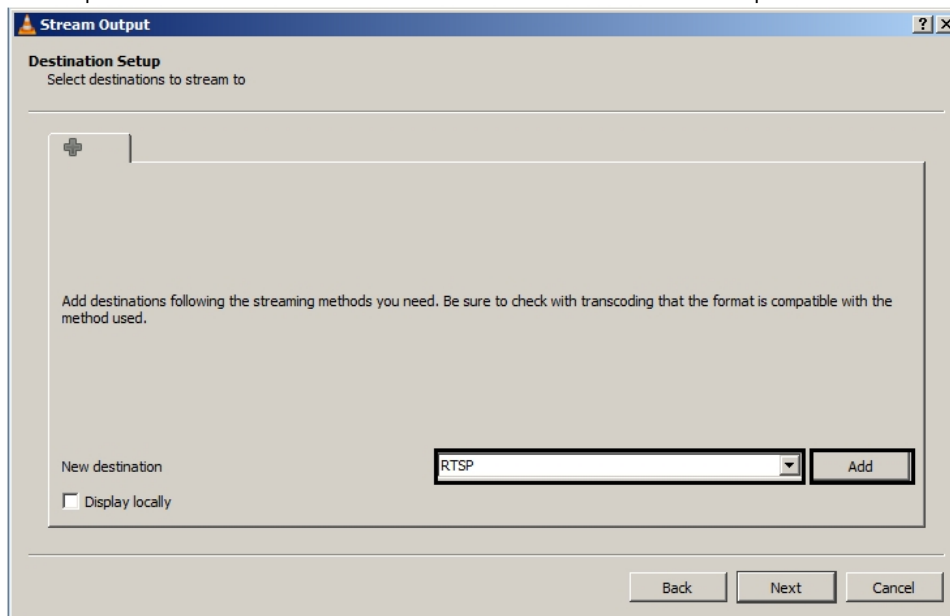 Stream Output
Destination Setup
Select destinations to stream to
Add destinations following the streaming methods you need. Be sure to check with transcoding that the format is compatible with the
method used.
New destination
RTSP
Add
Display locally
Back
Next
Cancel